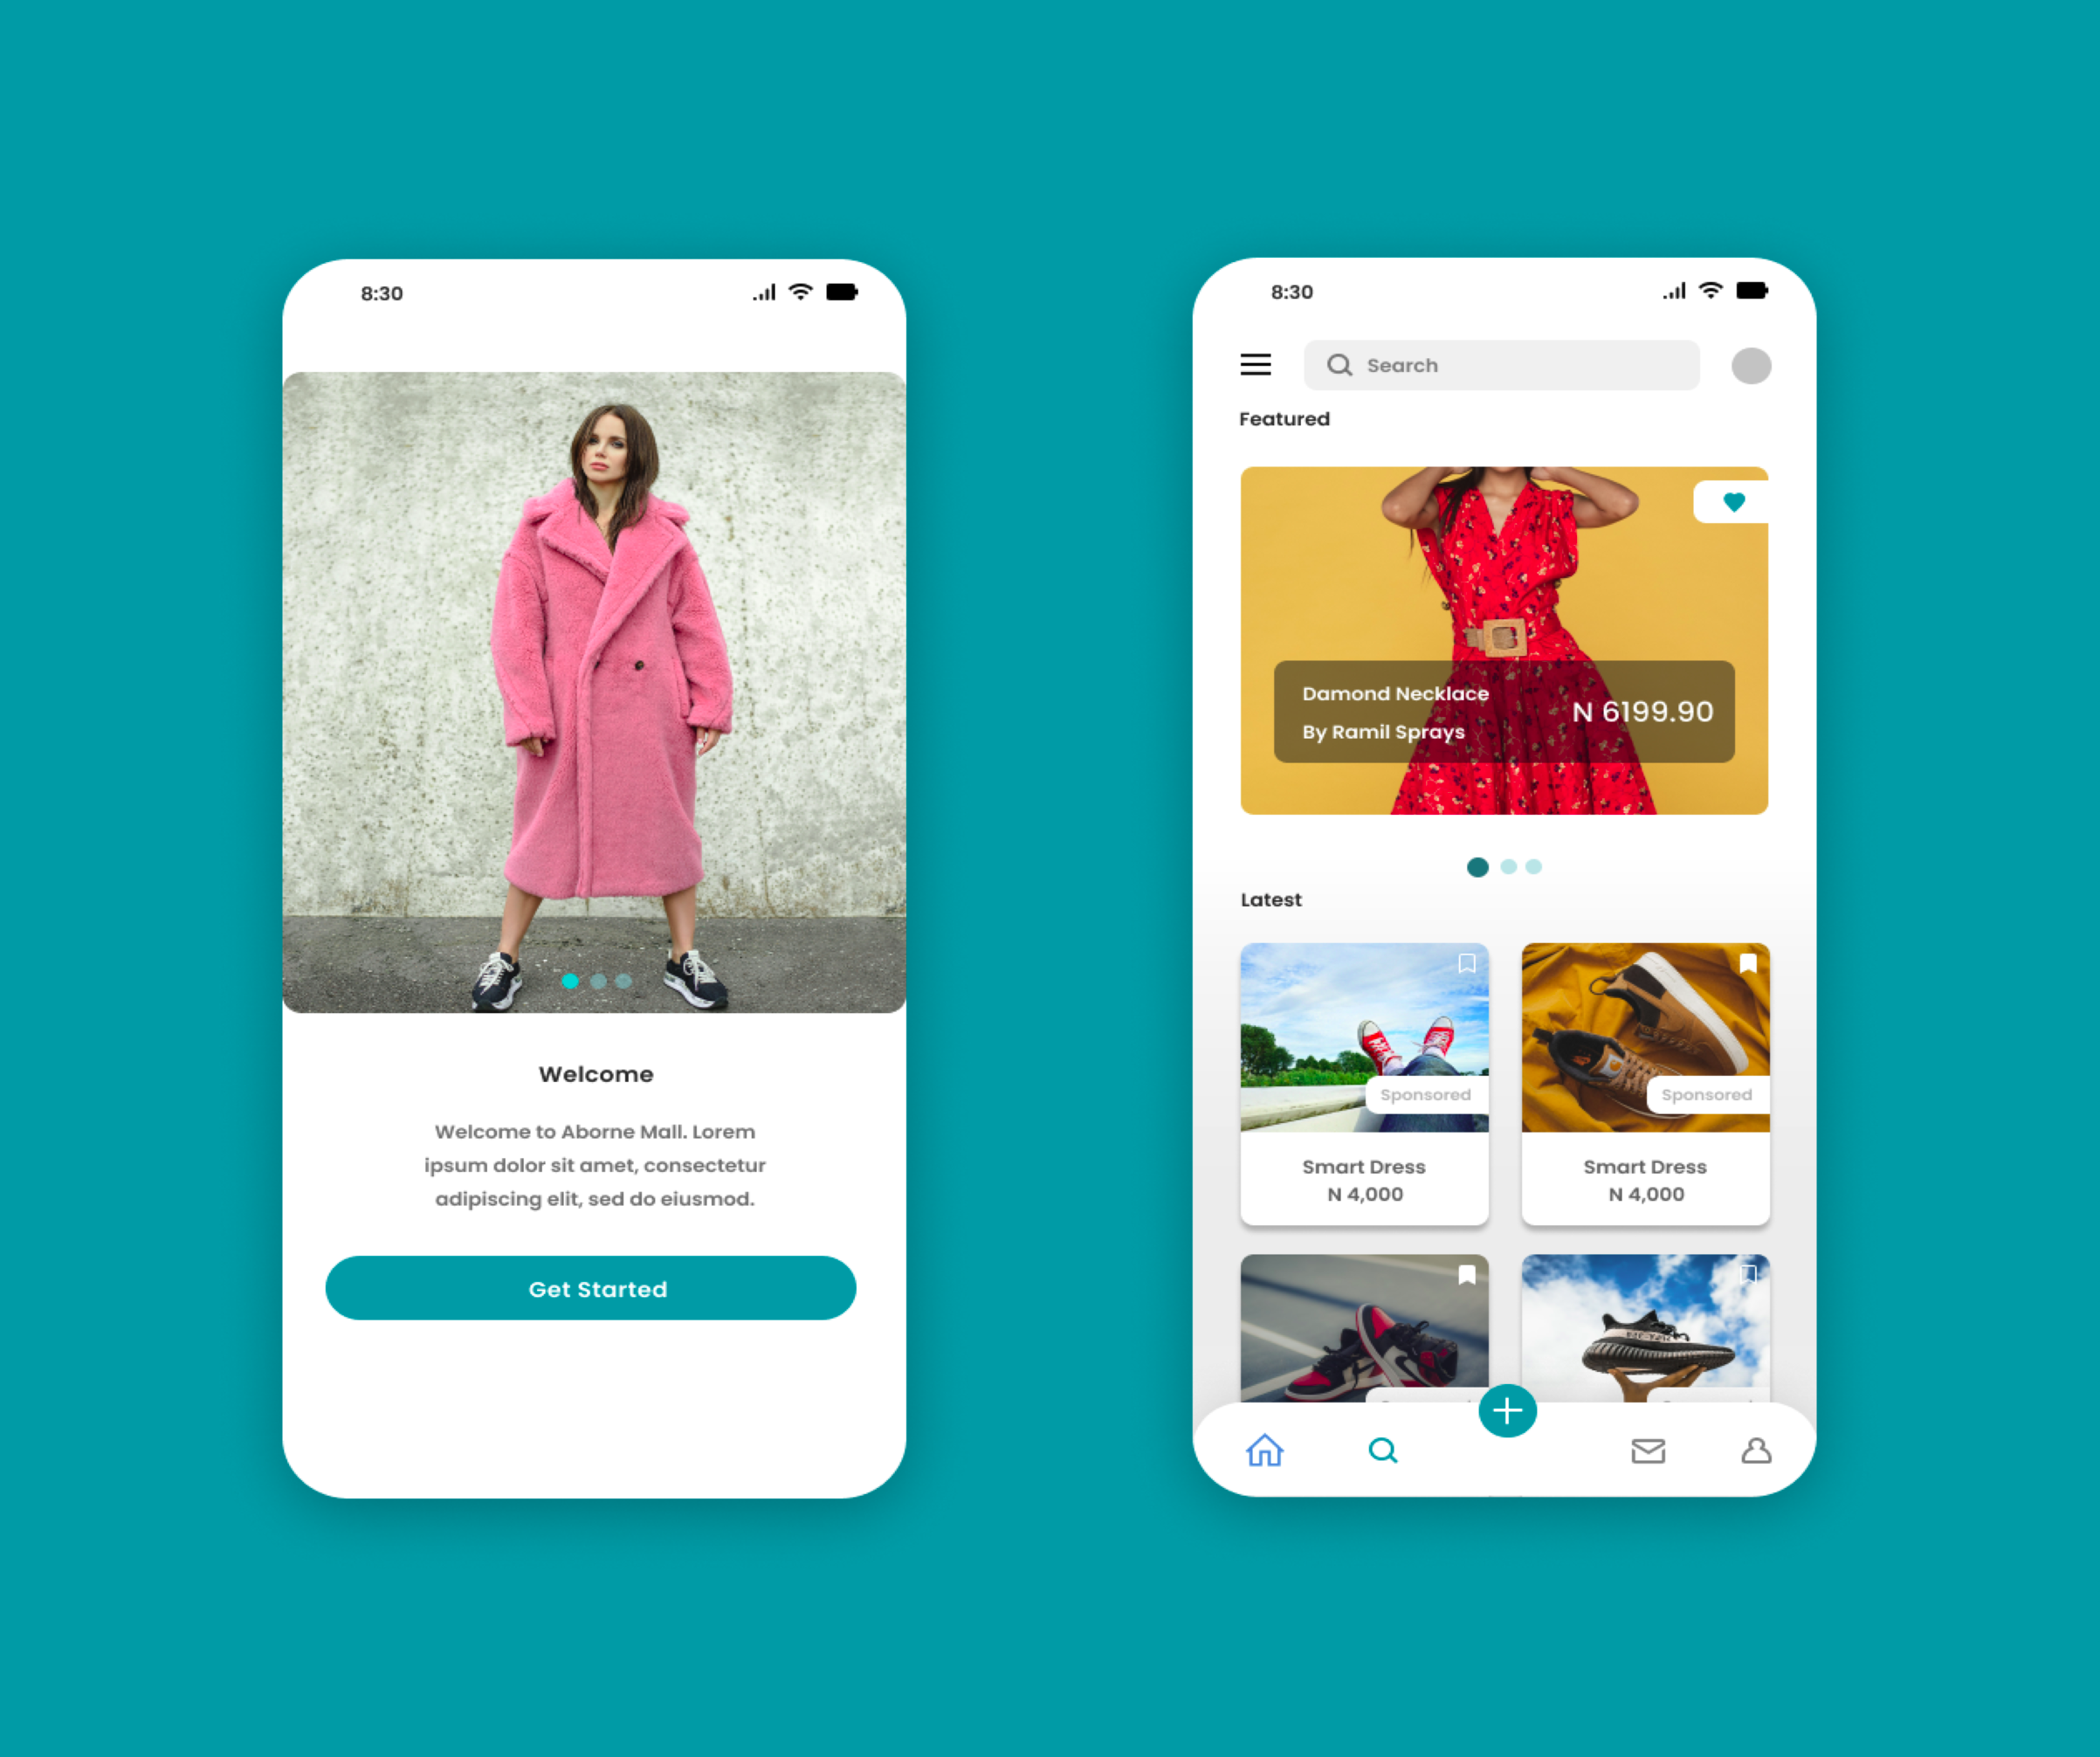 8:30
Welcome
Welcome to Aborne Mall. Lorem
ipsum dolor sit amet, consectetur
adipiscing elit, sed do eiusmod.
Get Started
8:30
Search
Featured
Damond Necklace
By Ramil Sprays
N 6199.90
Latest
Sponsored
Sponsored
Smart Dress
N 4,000
Smart Dress
N 4,000